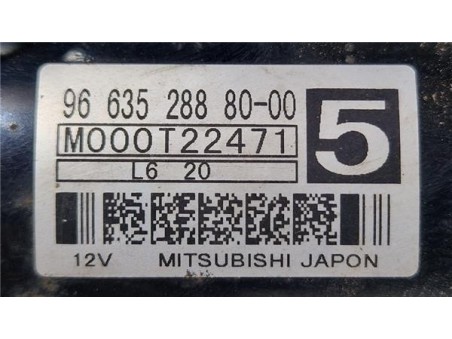 96 635 288 80-00
5
M000T22471
L6 20
12V MITSUBISHI JAPON